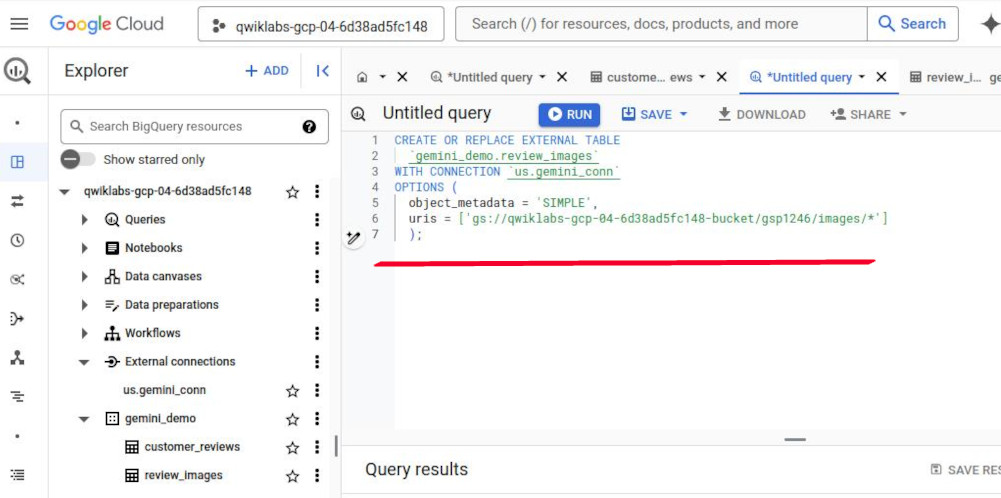 Google Cloud
qwiklabs-gcp-04-6d38ad5fc148
Search (/) for resources, docs, products, and more
Search
Explorer
+ ADD
*Untitled query
custome... ews
*Untitled query
review_i... ge
Search BigQuery resources
Untitled query
RUN
SAVE
DOWNLOAD
SHARE
Show starred only
qwiklabs-gcp-04-6d38ad5fc148
Queries
Notebooks
Data canvases
Data preparations
Workflows
External connections
us.gemini_conn
gemini_demo
customer_reviews
review_images
1 CREATE OR REPLACE EXTERNAL TABLE
2 `gemini_demo.review_images`
3 WITH CONNECTION `us.gemini_conn`
4 OPTIONS (
5 object_metadata = 'SIMPLE',
6 uris = ['gs://qwiklabs-gcp-04-6d38ad5fc148-bucket/gsp1246/images/*']
7 );
Query results
SAVE RES